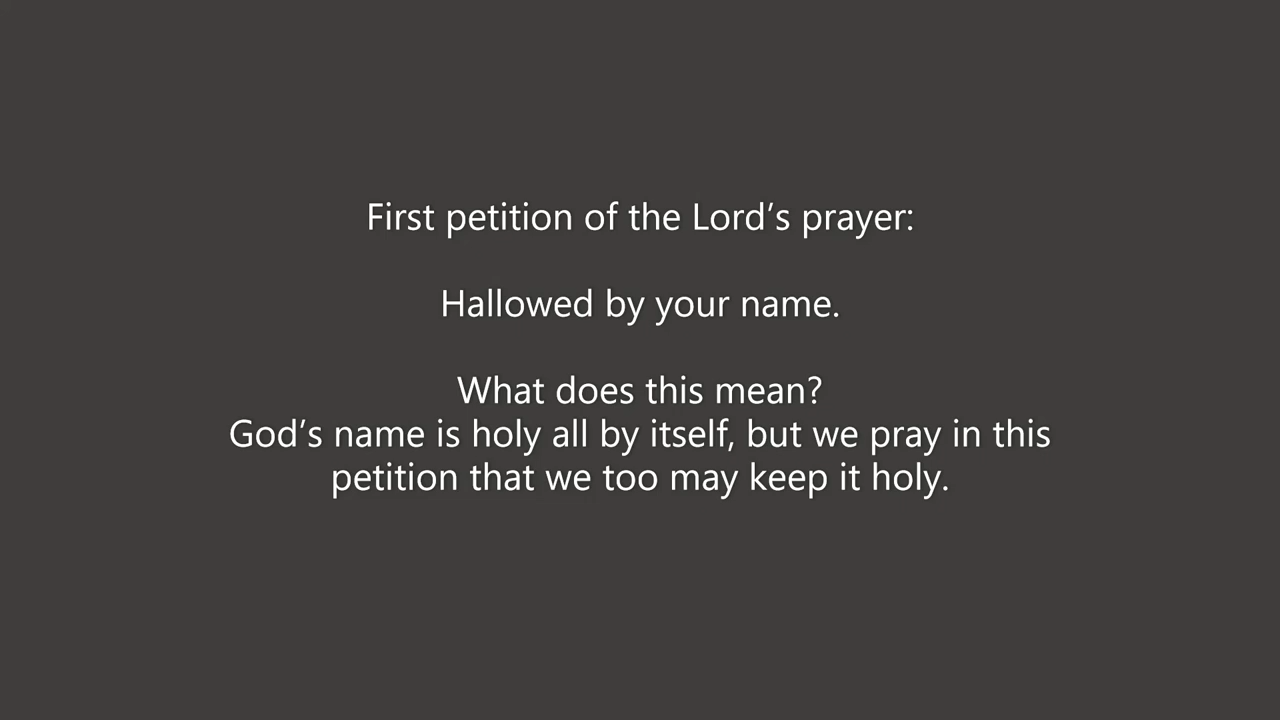 First petition of the Lord’s prayer:
Hallowed by your name.
What does this mean?
God’s name is holy all by itself, but we pray in this
petition that we too may keep it holy.